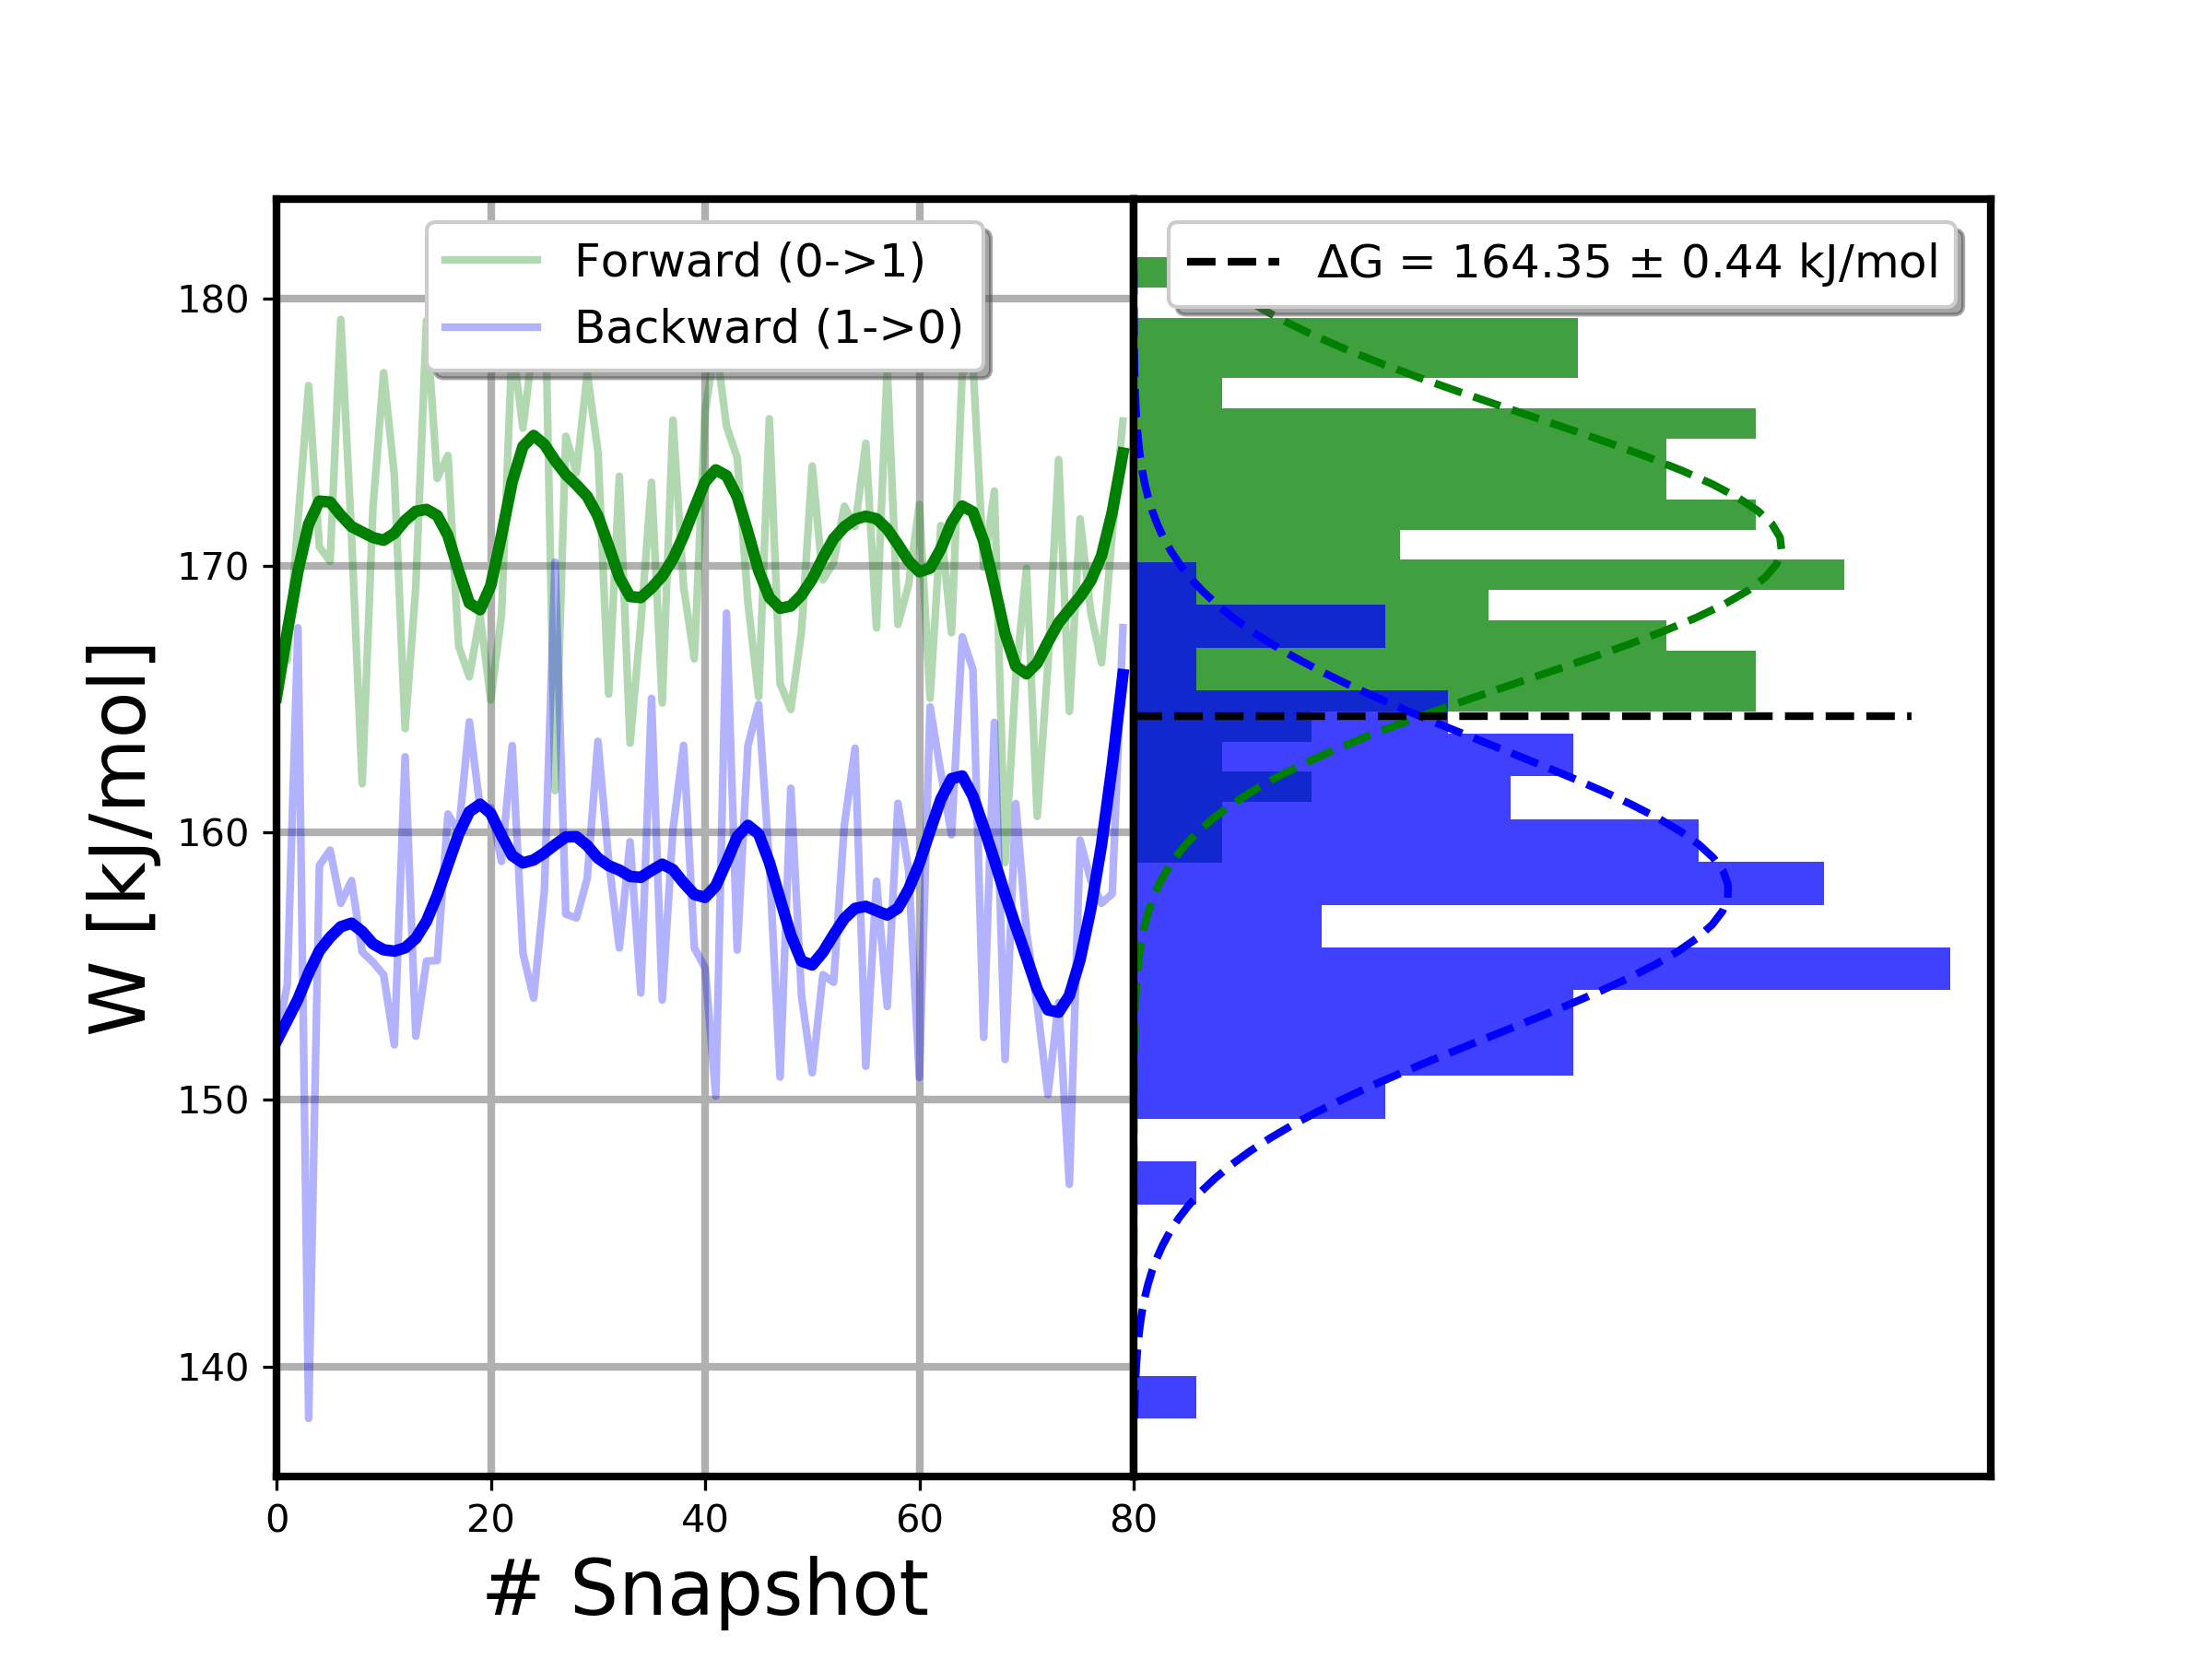 Forward (0->1)
Backward (1->0)
ΔG = 164.35 ± 0.44 kJ/mol
180
170
160
150
140
W [kJ/mol]
0 20 40 60 80
# Snapshot